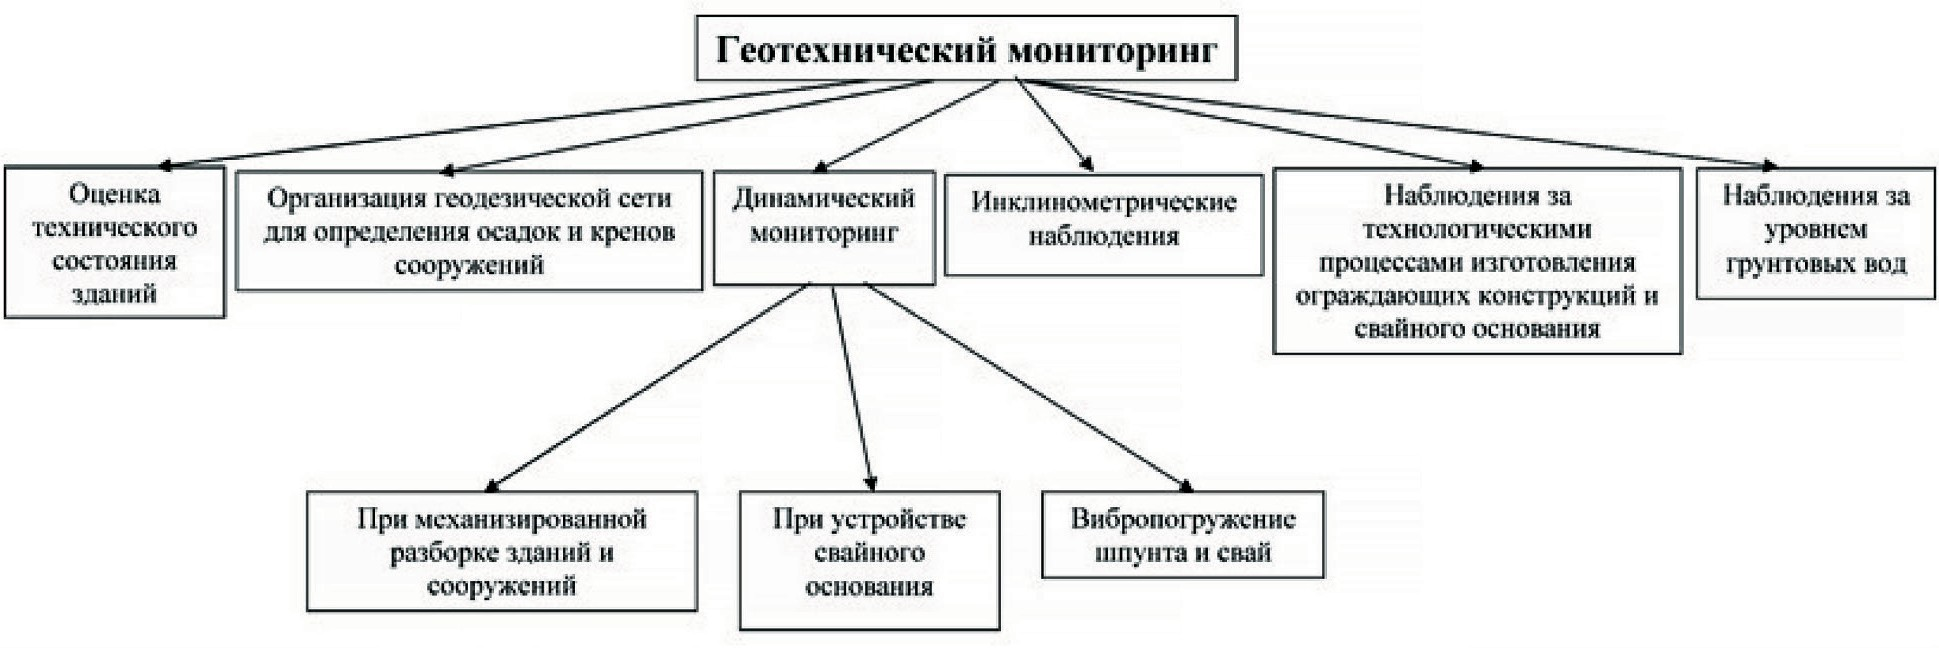 Геотехнический мониторинг
Оценка
технического
состояния
зданий
Организация геодезической сети
для определения осадок и кренов
сооружений
Динамический
мониторинг
Инклинометрические
наблюдения
Наблюдения за
технологическими
процессами изготовления
ограждающих конструкций и
свайного основания
Наблюдения за
уровнем
грунтовых вод
При механизированной
разборке зданий и
сооружений
При устройстве
свайного
основания
Вибропогружение
шпунта и свай